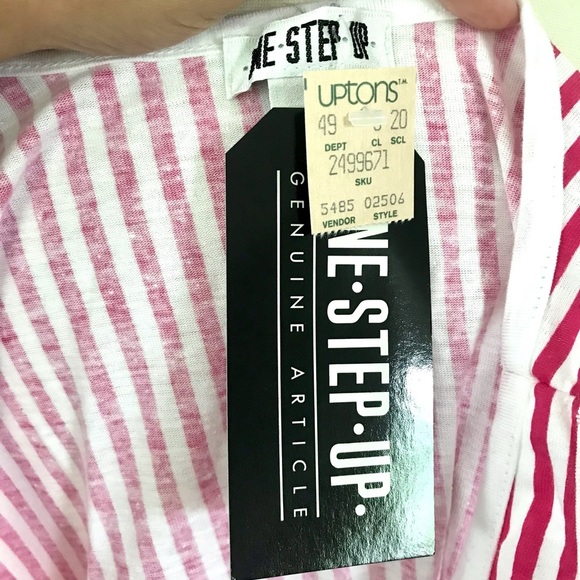 NE·STEP·UP
UPTONS™
49 20
DEPT CL SCL
2499671
SKU
5485 02506
VENDOR STYLE
NE·STEP·UP.
GENUINE ARTICLE